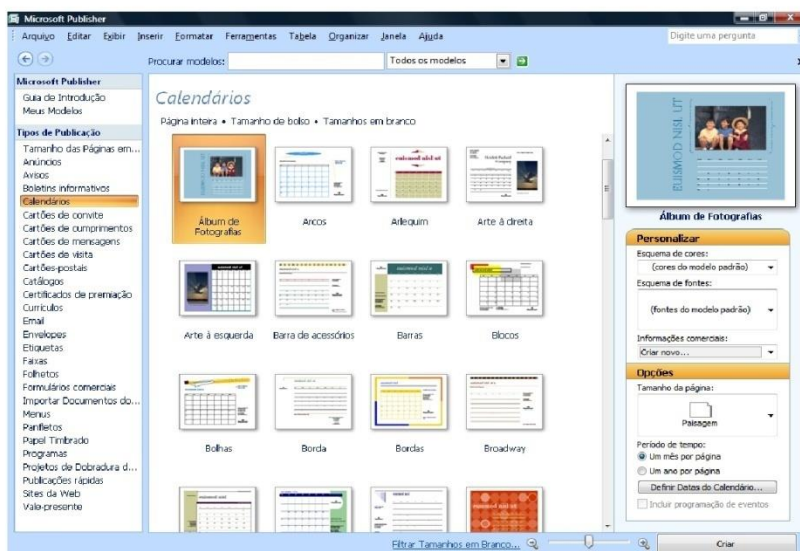 Microsoft Publisher
Arquivo Editar Exibir Inserir Formatar Ferramentas Tabela Organizar Janela Ajuda
Digite uma pergunta
Procurar modelos:
Todos os modelos
Microsoft Publisher
Guia de Introdução
Meus Modelos
Tipos de Publicação
Tamanho das Páginas em...
Anúncios
Avisos
Boletins informativos
Calendários
Cartões de convite
Cartões de cumprimentos
Cartões de mensagens
Cartões de visita
Cartões-postais
Catálogos
Certificados de premiação
Currículos
Email
Envelopes
Etiquetas
Faixas
Folhetos
Formulários comerciais
Importar Documentos do...
Menus
Panfletos
Papel Timbrado
Programas
Projetos de Dobradura d...
Publicações rápidas
Sites da Web
Vale-presente
Calendários
Página inteira • Tamanho de bolso • Tamanhos em branco
Álbum de Fotografias
Arcos
Arlequim
Arte à direita
Arte à esquerda
Barra de acessórios
Barras
Blocos
Bolhas
Borda
Bordas
Broadway
Filtrar Tamanhos em Branco...
EUISMOD NISL UT
Álbum de Fotografias
Personalizar
Esquema de cores:
(cores do modelo padrão)
Esquema de fontes:
(fontes do modelo padrão)
Informações comerciais:
Criar novo...
Opções
Tamanho da página:
Paisagem
Período de tempo:
Um mês por página
Um ano por página
Definir Datas do Calendário...
Incluir programação de eventos
Criar